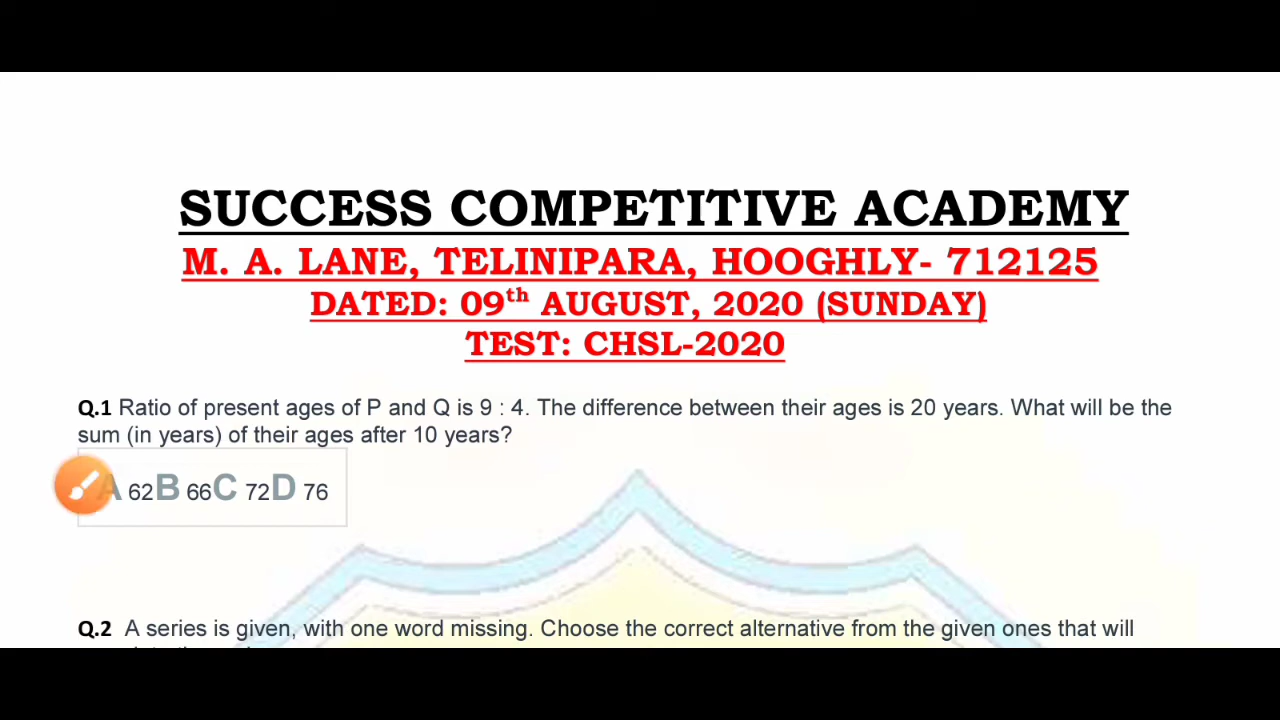 SUCCESS COMPETITIVE ACADEMY
M. A. LANE, TELINIPARA, HOOGHLY- 712125
DATED: 09th AUGUST, 2020 (SUNDAY)
TEST: CHSL-2020
Q.1 Ratio of present ages of P and Q is 9 : 4. The difference between their ages is 20 years. What will be the
sum (in years) of their ages after 10 years?
A 62B 66C 72D 76
Q.2 A series is given, with one word missing. Choose the correct alternative from the given ones that will